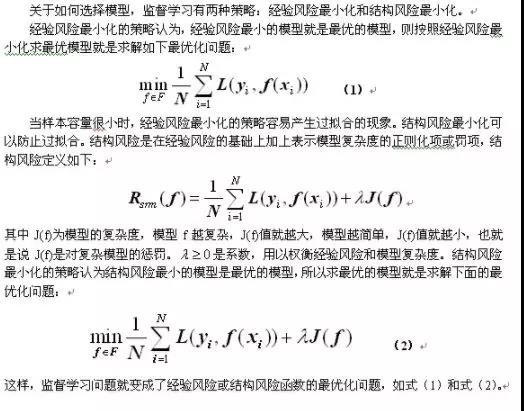 关于如何选择模型，监督学习有两种策略：经验风险最小化和结构风险最小化。
经验风险最小化的策略认为，经验风险最小的模型就是最优的模型，则按照经验风险最
小化求最优模型就是求解如下最优化问题：
min_{f∈F} \frac{1}{N} \sum_{i=1}^{N} L(y_i, f(x_i)) （1）
当样本容量很小时，经验风险最小化的策略容易产生过拟合的现象。结构风险最小化可
以防止过拟合。结构风险是在经验风险的基础上加上表示模型复杂度的正则化项或罚项，结
构风险定义如下：
R_{srm}(f) = \frac{1}{N} \sum_{i=1}^{N} L(y_i, f(x_i)) + λJ(f)
其中 J(f)为模型的复杂度，模型 f 越复杂，J(f)值就越大，模型越简单，J(f)值就越小，也就
是说 J(f)是对复杂模型的惩罚。λ≥0 是系数，用以权衡经验风险和模型复杂度。结构风险
最小化的策略认为结构风险最小的模型是最优的模型，所以求最优的模型就是求解下面的最
优化问题：
min_{f∈F} \frac{1}{N} \sum_{i=1}^{N} L(y_i, f(x_i)) + λJ(f) （2）
这样，监督学习问题就变成了经验风险或结构风险函数的最优化问题，如式（1）和式（2）。